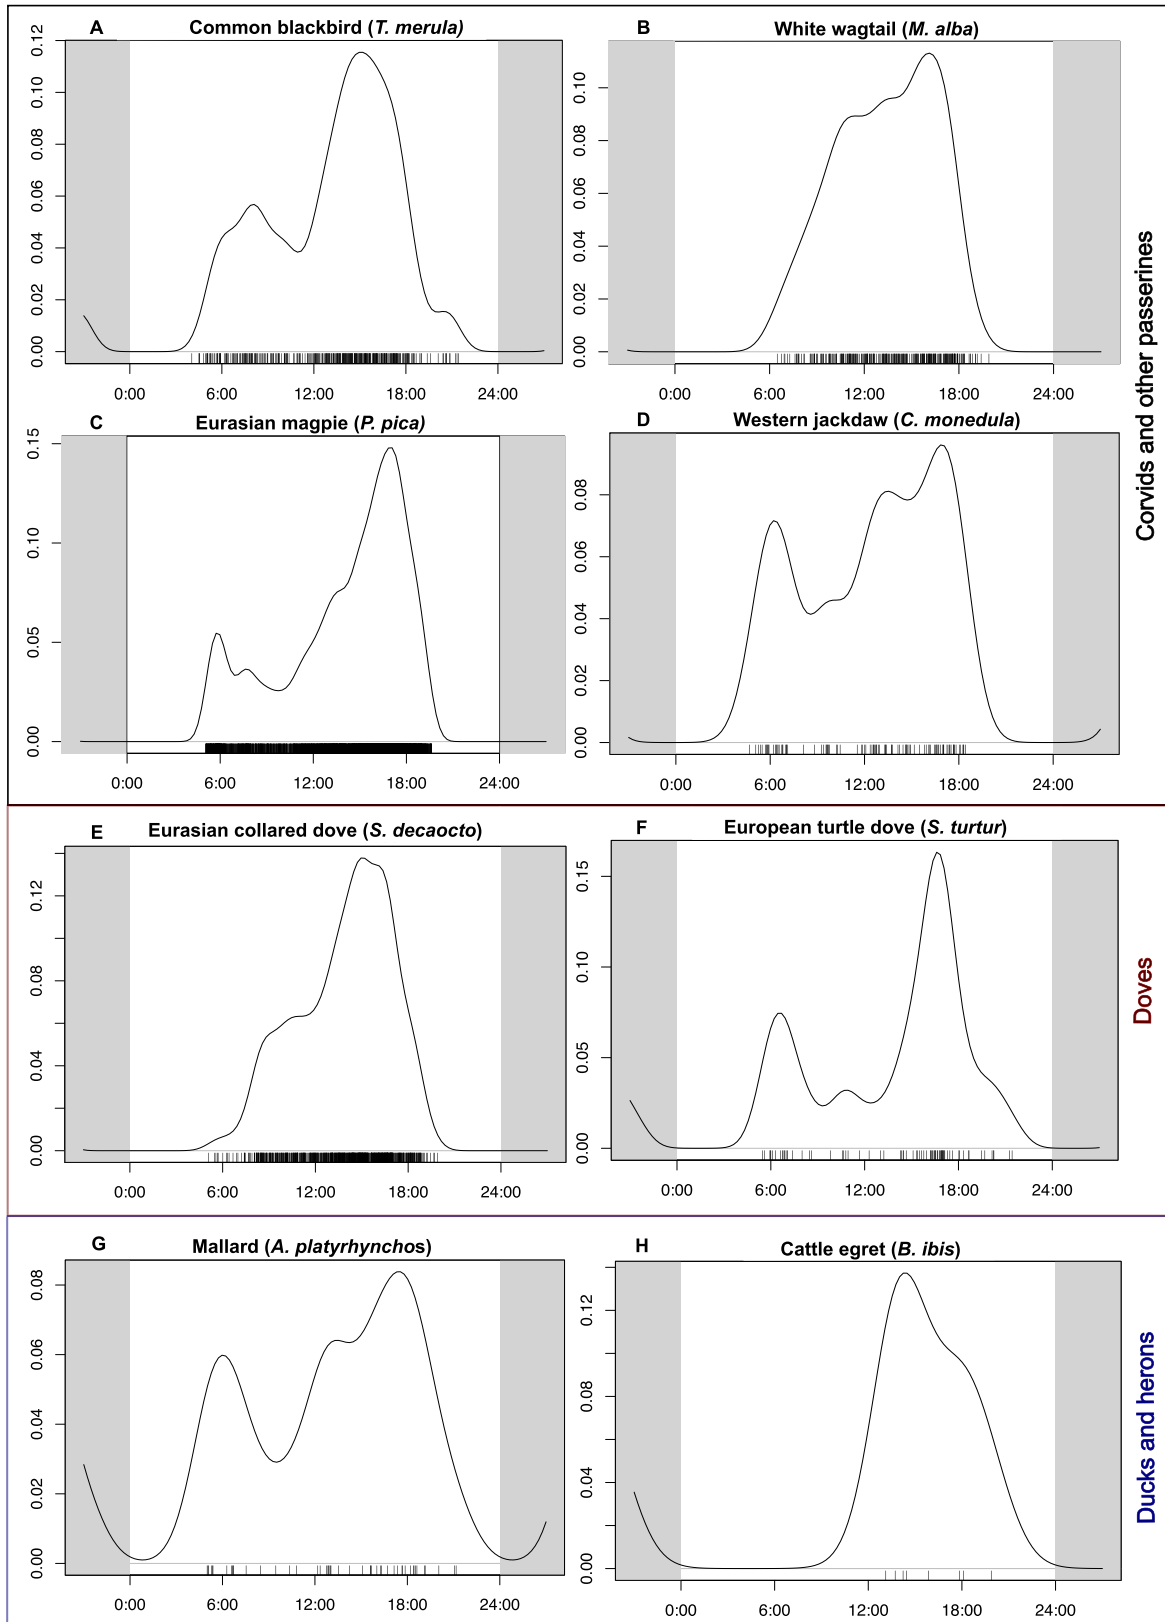 A Common blackbird (T. merula)
0.00 0.02 0.04 0.06 0.08 0.10 0.12
0:00 6:00 12:00 18:00 24:00
B White wagtail (M. alba)
0.00 0.02 0.04 0.06 0.08 0.10
0:00 6:00 12:00 18:00 24:00
C Eurasian magpie (P. pica)
0.00 0.05 0.10 0.15
0:00 6:00 12:00 18:00 24:00
D Western jackdaw (C. monedula)
0.00 0.02 0.04 0.06 0.08
0:00 6:00 12:00 18:00 24:00
Corvids and other passerines
E Eurasian collared dove (S. decaocto)
0.00 0.04 0.08 0.12
0:00 6:00 12:00 18:00 24:00
F European turtle dove (S. turtur)
0.00 0.05 0.10 0.15
0:00 6:00 12:00 18:00 24:00
Doves
G Mallard (A. platyrhynchos)
0.00 0.02 0.04 0.06 0.08
0:00 6:00 12:00 18:00 24:00
H Cattle egret (B. ibis)
0.00 0.04 0.08 0.12
0:00 6:00 12:00 18:00 24:00
Ducks and herons